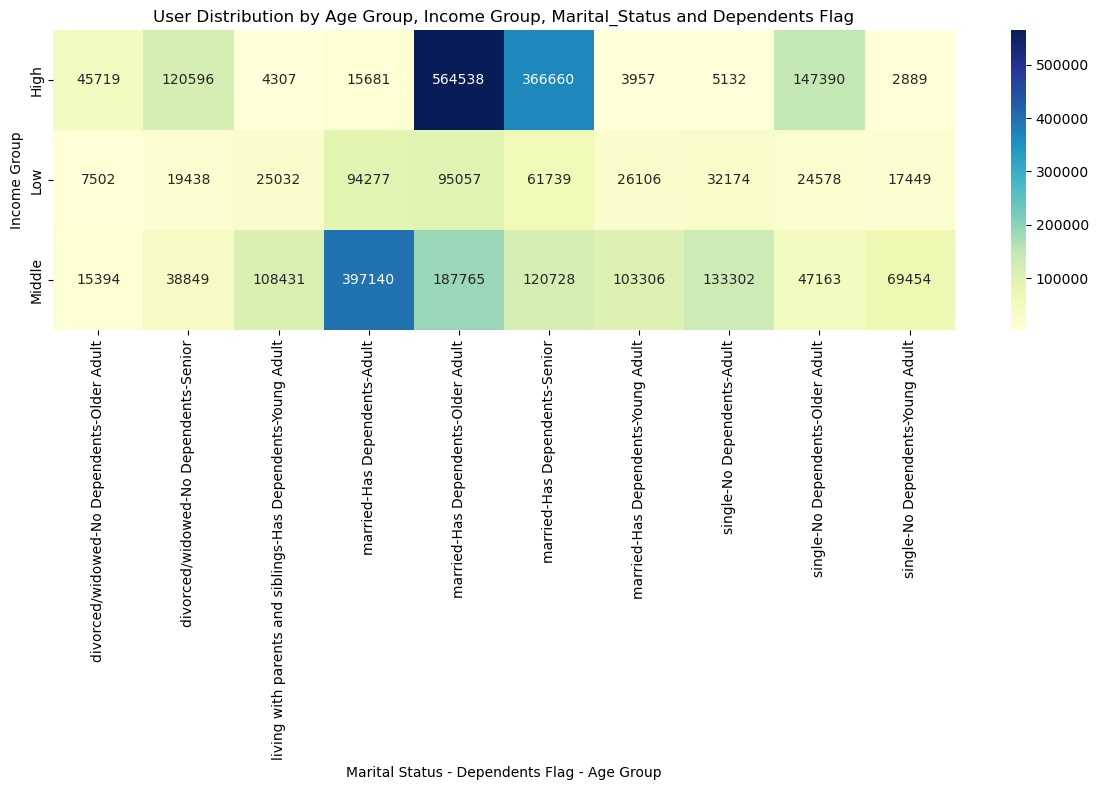 User Distribution by Age Group, Income Group, Marital_Status and Dependents Flag
Income Group
High
45719 120596 4307 15681 564538 366660 3957 5132 147390 2889
Low
7502 19438 25032 94277 95057 61739 26106 32174 24578 17449
Middle
15394 38849 108431 397140 187765 120728 103306 133302 47163 69454
divorced/widowed-No Dependents-Older Adult
divorced/widowed-No Dependents-Senior
living with parents and siblings-Has Dependents-Young Adult
married-Has Dependents-Adult
married-Has Dependents-Older Adult
married-Has Dependents-Senior
married-Has Dependents-Young Adult
single-No Dependents-Adult
single-No Dependents-Older Adult
single-No Dependents-Young Adult
Marital Status - Dependents Flag - Age Group
500000
400000
300000
200000
100000